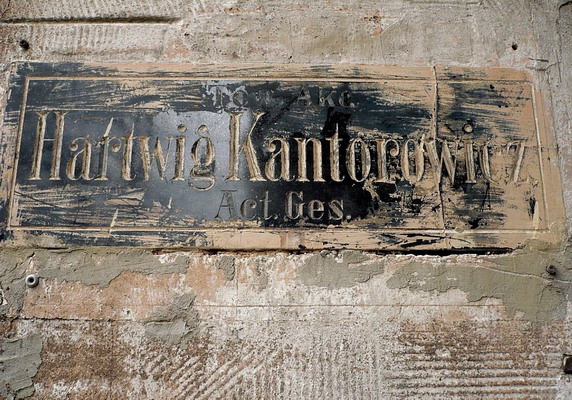 Tow. Akc.
Hartwig Kantorowicz
Act. Ges.